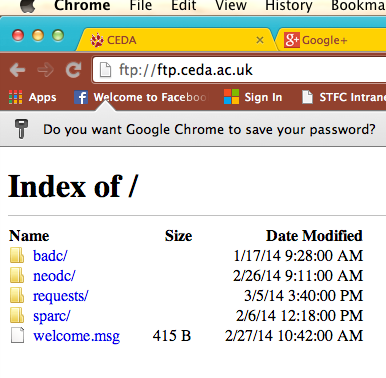 Chrome File Edit View History Bookma
CEDA × Google+
ftp://ftp.ceda.ac.uk
Apps Welcome to Facebo Sign In STFC Intran
Do you want Google Chrome to save your password?
Index of /
Name Size Date Modified
badc/ 1/17/14 9:28:00 AM
neodc/ 2/26/14 9:11:00 AM
requests/ 3/5/14 3:40:00 PM
sparc/ 2/6/14 12:18:00 PM
welcome.msg 415 B 2/27/14 10:42:00 AM